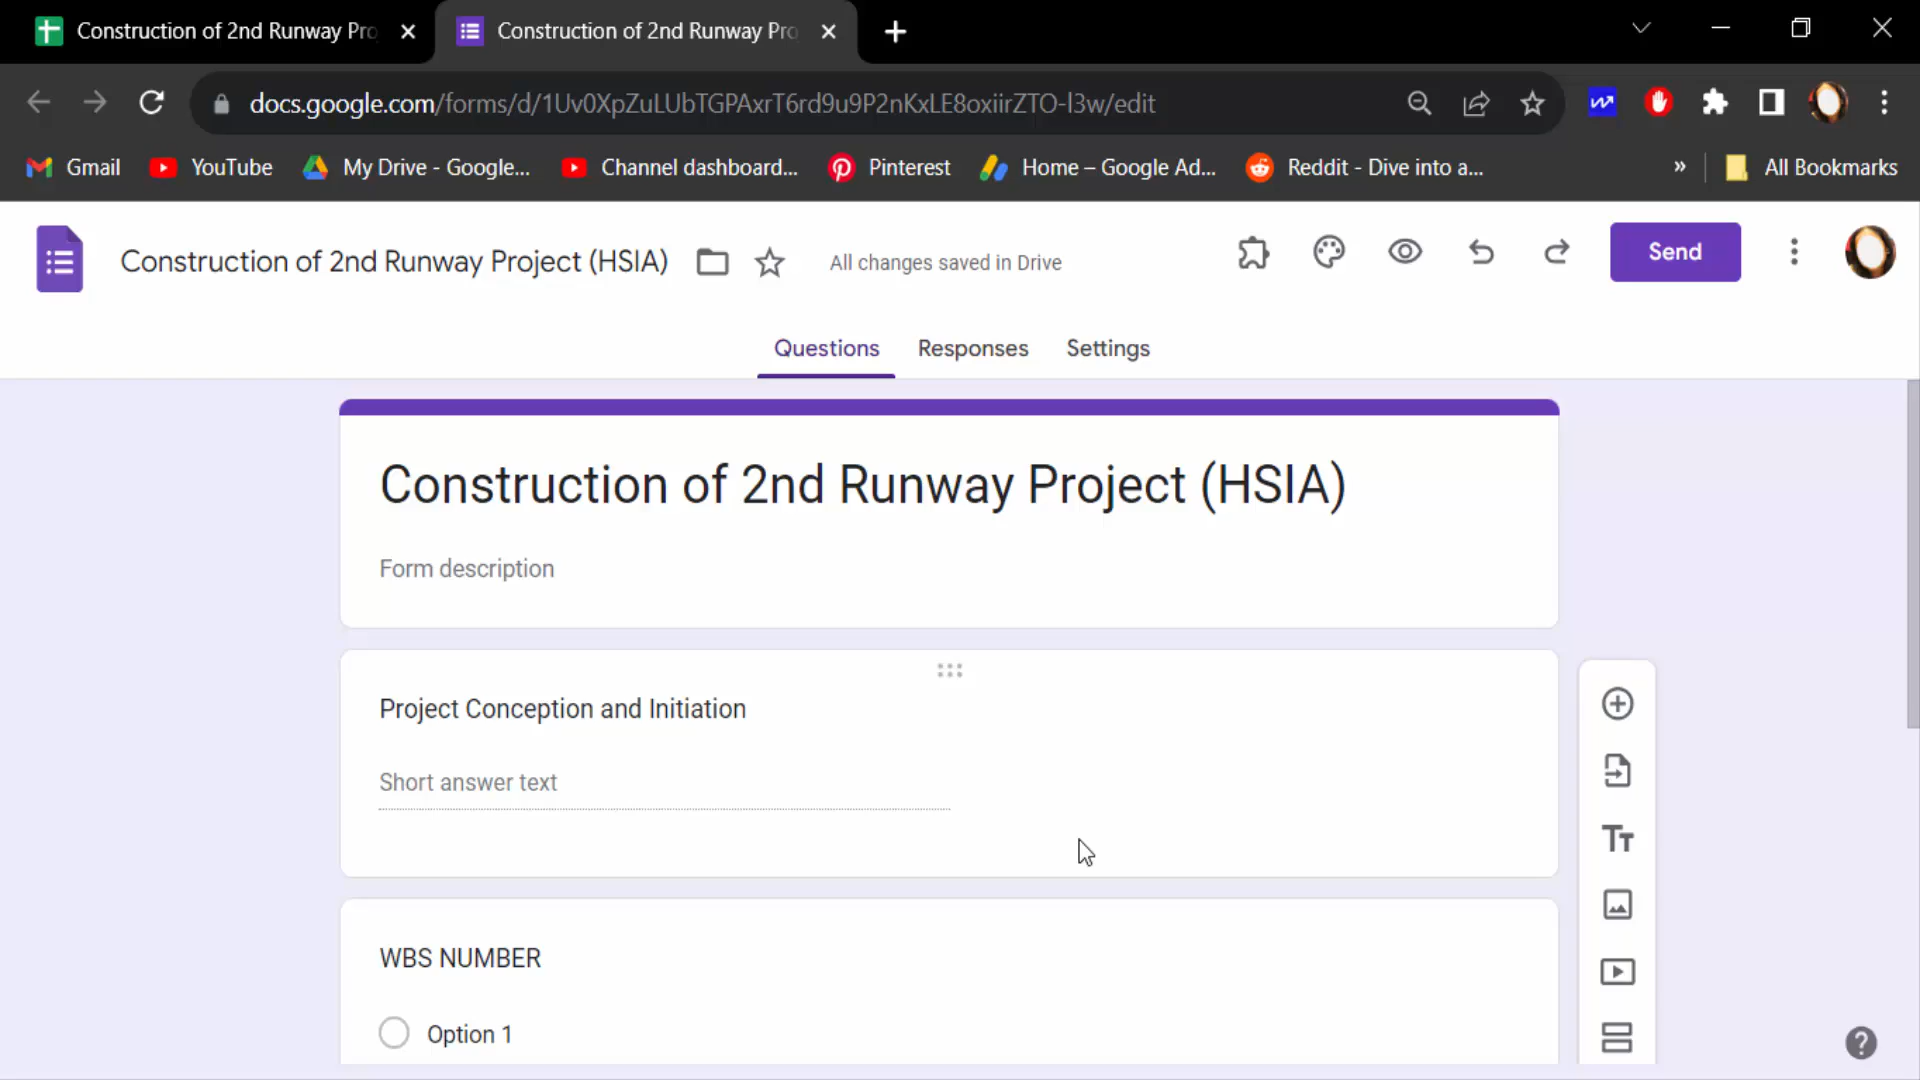 Construction of 2nd Runway Pro
Construction of 2nd Runway Pro
docs.google.com/forms/d/1Uv0XpZuLUbTGPAxrT6rd9u9P2nKxLE8oxiirZTO-l3w/edit
Gmail
YouTube
My Drive - Google...
Channel dashboard...
Pinterest
Home – Google Ad...
Reddit - Dive into a...
»
All Bookmarks
Construction of 2nd Runway Project (HSIA)
All changes saved in Drive
Send
Questions
Responses
Settings
Construction of 2nd Runway Project (HSIA)
Form description
Project Conception and Initiation
Short answer text
WBS NUMBER
Option 1